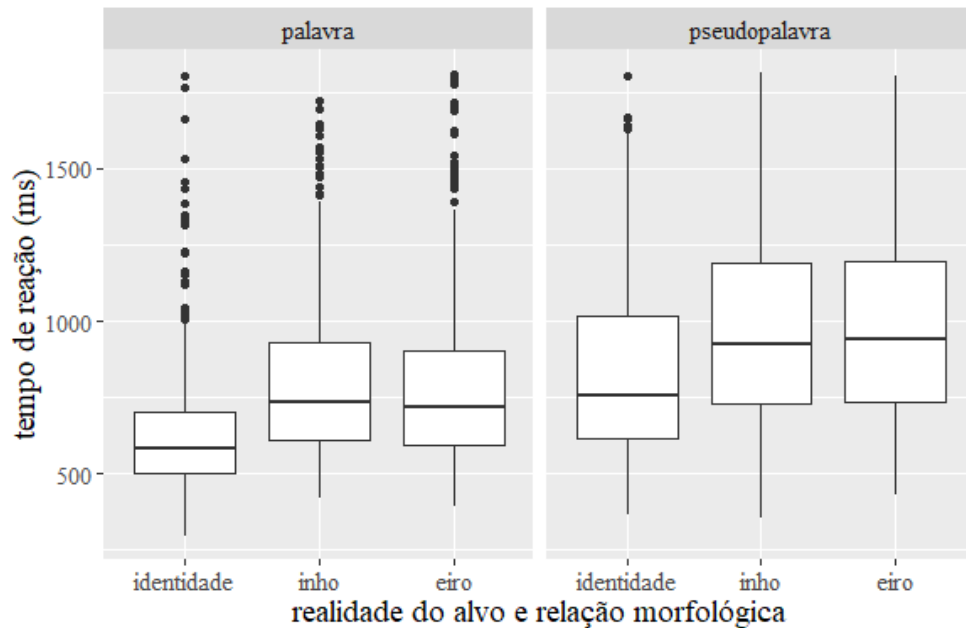 palavra
pseudopalavra
tempo de reação (ms)
1500
1000
500
identidade
inho
eiro
identidade
inho
eiro
realidade do alvo e relação morfológica